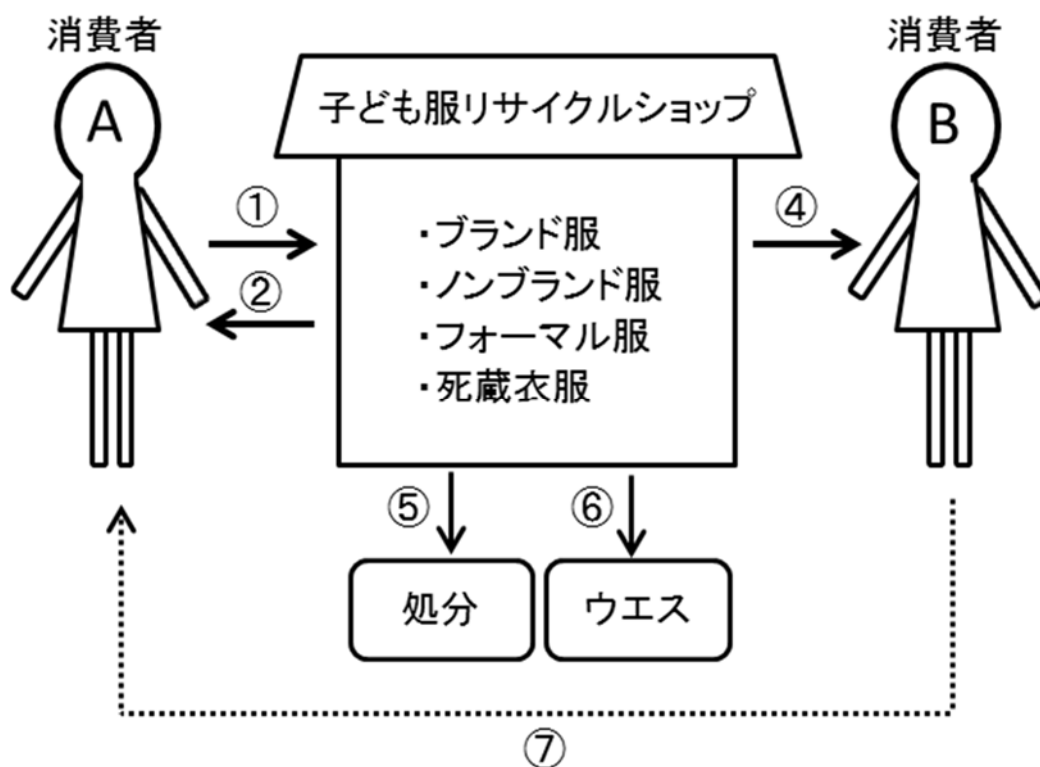 消費者
消費者
A
B
子ども服リサイクルショップ
①
④
②
・ブランド服
・ノンブランド服
・フォーマル服
・死蔵衣服
⑤
⑥
処分
ウエス
⑦